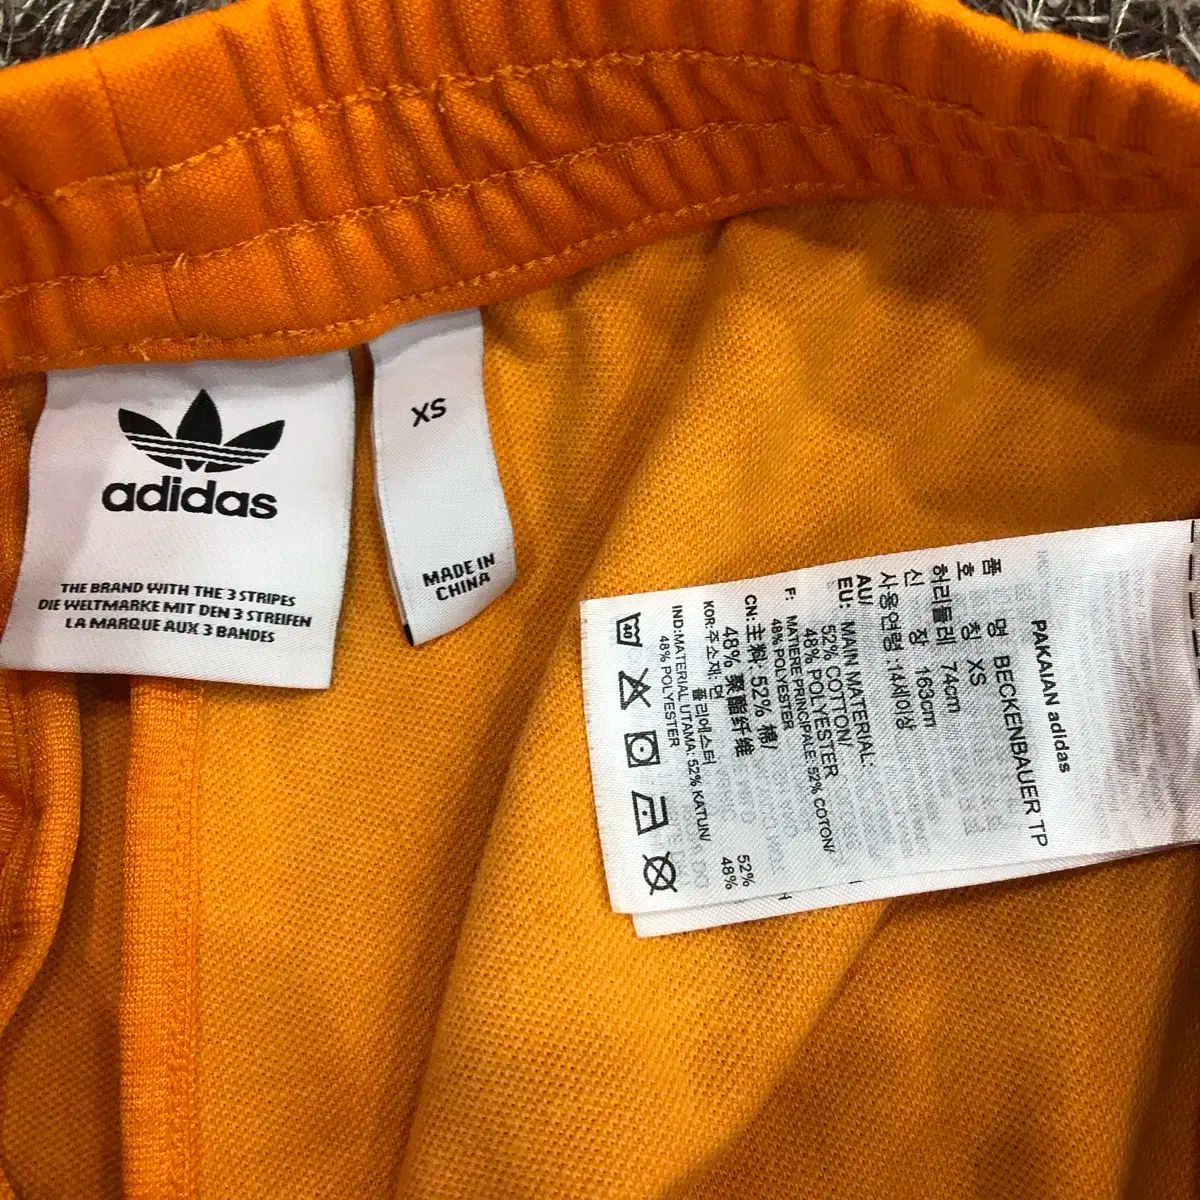 adidas
THE BRAND WITH THE 3 STRIPES
DIE WELTMARKE MIT DEN 3 STREIFEN
LA MARQUE AUX 3 BANDES
XS
MADE IN
CHINA
PAKAIAN adidas
품 명 BECKENBAUER TP
호 칭 XS
허리둘레 74cm
신 장 163cm
사용연령 :14세이상
AU/
EU: MAIN MATERIAL:
52% COTTON/
48% POLYESTER
F: MATIERE PRINCIPALE: 52% COTON/
48% POLYESTER
CN: 主料: 52% 棉/
48% 聚酯纤维
KOR: 주소재: 면 52%
폴리에스터 48%
IND:MATERIAL UTAMA: 52% KATUN/
48% POLYESTER
40